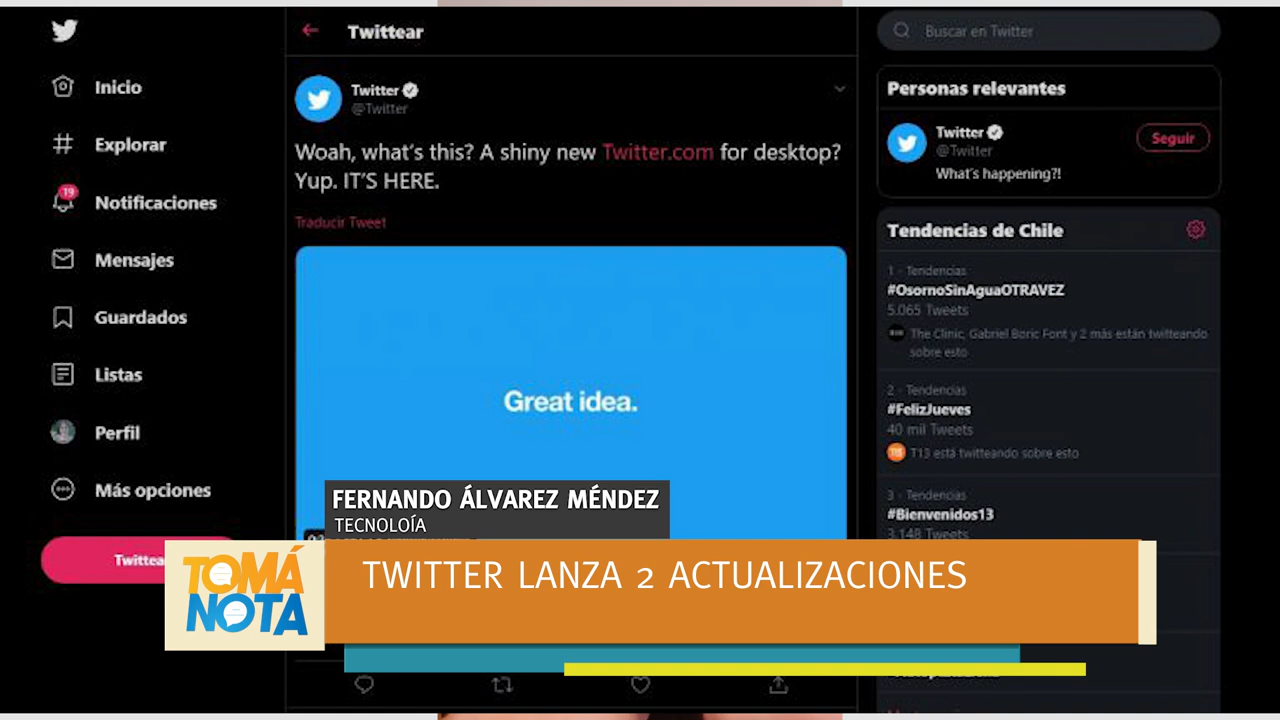 Inicio
Explorar
19
Notificaciones
Mensajes
Guardados
Listas
Perfil
Más opciones
Twittear
Twitter
@Twitter
Woah, what's this? A shiny new Twitter.com for desktop?
Yup. IT'S HERE.
Traducir Tweet
Great idea.
Buscar en Twitter
Personas relevantes
Twitter
@Twitter
Seguir
What's happening?!
Tendencias de Chile
1 · Tendencias
#OsornoSinAguaOTRAVEZ
5.065 Tweets
The Clinic, Gabriel Boric Font y 2 más están twitteando
sobre esto
2 · Tendencias
#FelizJueves
40 mil Tweets
T13 está twitteando sobre esto
3 · Tendencias
#Bienvenidos13
3.148 Tweets
FERNANDO ÁLVAREZ MÉNDEZ
TECNOLOÍA
TOMÁ
NOTA
TWITTER LANZA 2 ACTUALIZACIONES